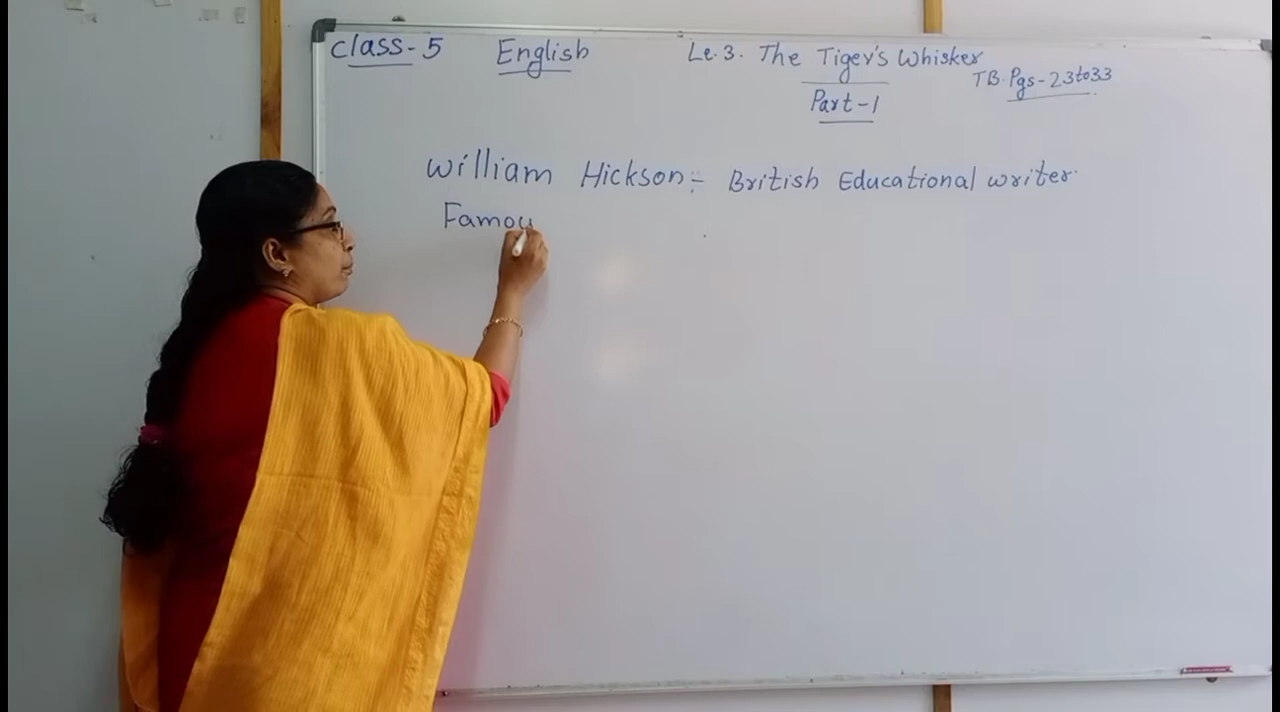 Class-5 English Le.3. The Tiger's Whisker
TB.Pgs-23to33
Part-1
William Hickson:- British Educational writer.
Famou